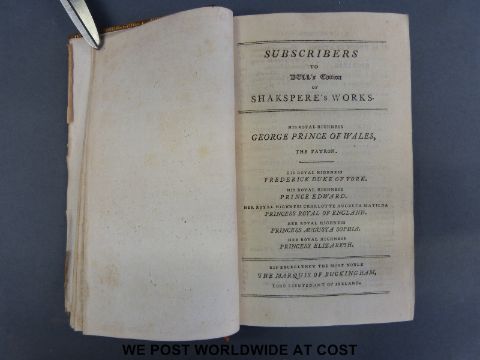 SUBSCRIBERS
TO
BELL's Edition
OF
SHAKSPERE's WORKS.
HIS ROYAL HIGHNESS
GEORGE PRINCE OF WALES,
THE PATRON.
HIS ROYAL HIGHNESS
FREDERICK DUKE OF YORK.
HIS ROYAL HIGHNESS
PRINCE EDWARD.
HER ROYAL HIGHNESS CHARLOTTE AUGUSTA MATILDA
PRINCESS ROYAL OF ENGLAND.
HER ROYAL HIGHNESS
PRINCESS AUGUSTA SOPHIA.
HER ROYAL HIGHNESS
PRINCESS ELIZABETH.
HIS EXCELLENCY THE MOST NOBLE
THE MARQUIS OF BUCKINGHAM,
LORD LIEUTENANT OF IRELAND.
WE POST WORLDWIDE AT COST